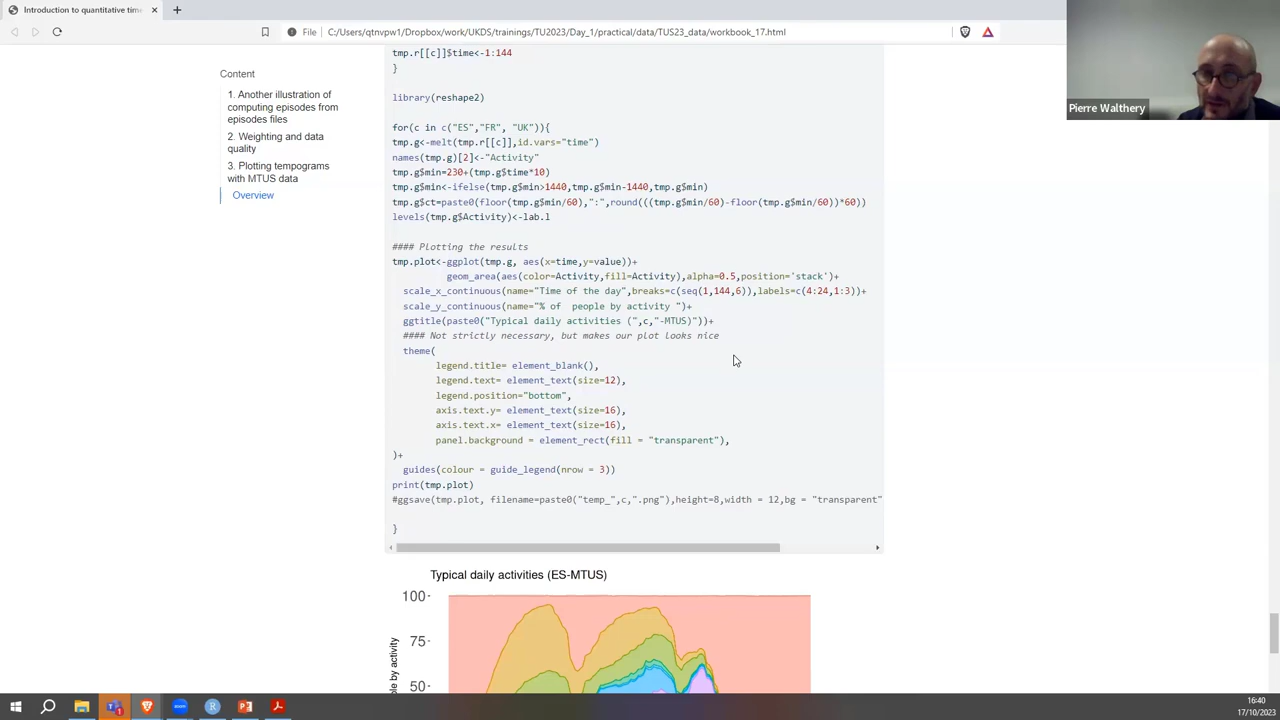 Introduction to quantitative time
File | C:/Users/qtnvpw1/Dropbox/work/UKDS/trainings/TU2023/Day_1/practical/data/TUS23_data/workbook_17.html
Pierre Walthery
Content
1. Another illustration of
computing episodes from
episodes files
2. Weighting and data
quality
3. Plotting tempograms
with MTUS data
Overview
tmp.r[[c]]$time<-1:144
}
library(reshape2)
for(c in c("ES","FR", "UK")){
tmp.g<-melt(tmp.r[[c]],id.vars="time")
names(tmp.g)[2]<-"Activity"
tmp.g$min=230+(tmp.g$time*10)
tmp.g$min<-ifelse(tmp.g$min>1440,tmp.g$min-1440,tmp.g$min)
tmp.g$ct=paste0(floor(tmp.g$min/60),":",round(((tmp.g$min/60)-floor(tmp.g$min/60))*60))
levels(tmp.g$Activity)<-lab.l
#### Plotting the results
tmp.plot<-ggplot(tmp.g, aes(x=time,y=value))+
geom_area(aes(color=Activity,fill=Activity),alpha=0.5,position='stack')+
scale_x_continuous(name="Time of the day",breaks=c(seq(1,144,6)),labels=c(4:24,1:3))+
scale_y_continuous(name="% of  people by activity ")+
ggtitle(paste0("Typical daily activities (",c,"-MTUS)"))+
#### Not strictly necessary, but makes our plot looks nice
theme(
legend.title= element_blank(),
legend.text= element_text(size=12),
legend.position="bottom",
axis.text.y= element_text(size=16),
axis.text.x= element_text(size=16),
panel.background = element_rect(fill = "transparent"),
)+
guides(colour = guide_legend(nrow = 3))
print(tmp.plot)
#ggsave(tmp.plot, filename=paste0("temp_",c,".png"),height=8,width = 12,bg = "transparent"
}
Typical daily activities (ES-MTUS)
100
75
50
ple by activity
16:40
17/10/2023